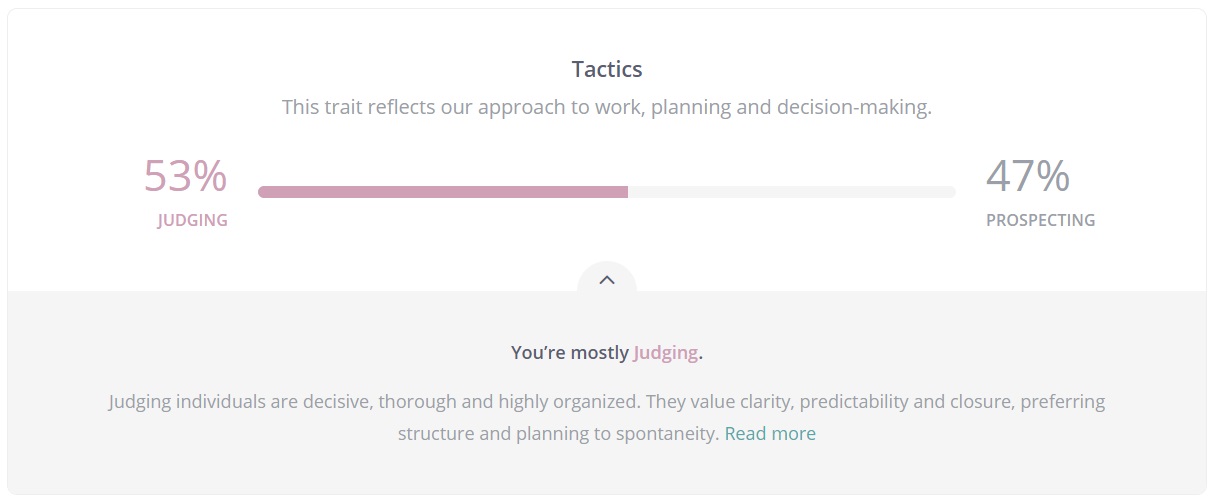 Tactics
This trait reflects our approach to work, planning and decision-making.
53%
JUDGING
47%
PROSPECTING
You’re mostly Judging.
Judging individuals are decisive, thorough and highly organized. They value clarity, predictability and closure, preferring
structure and planning to spontaneity. Read more